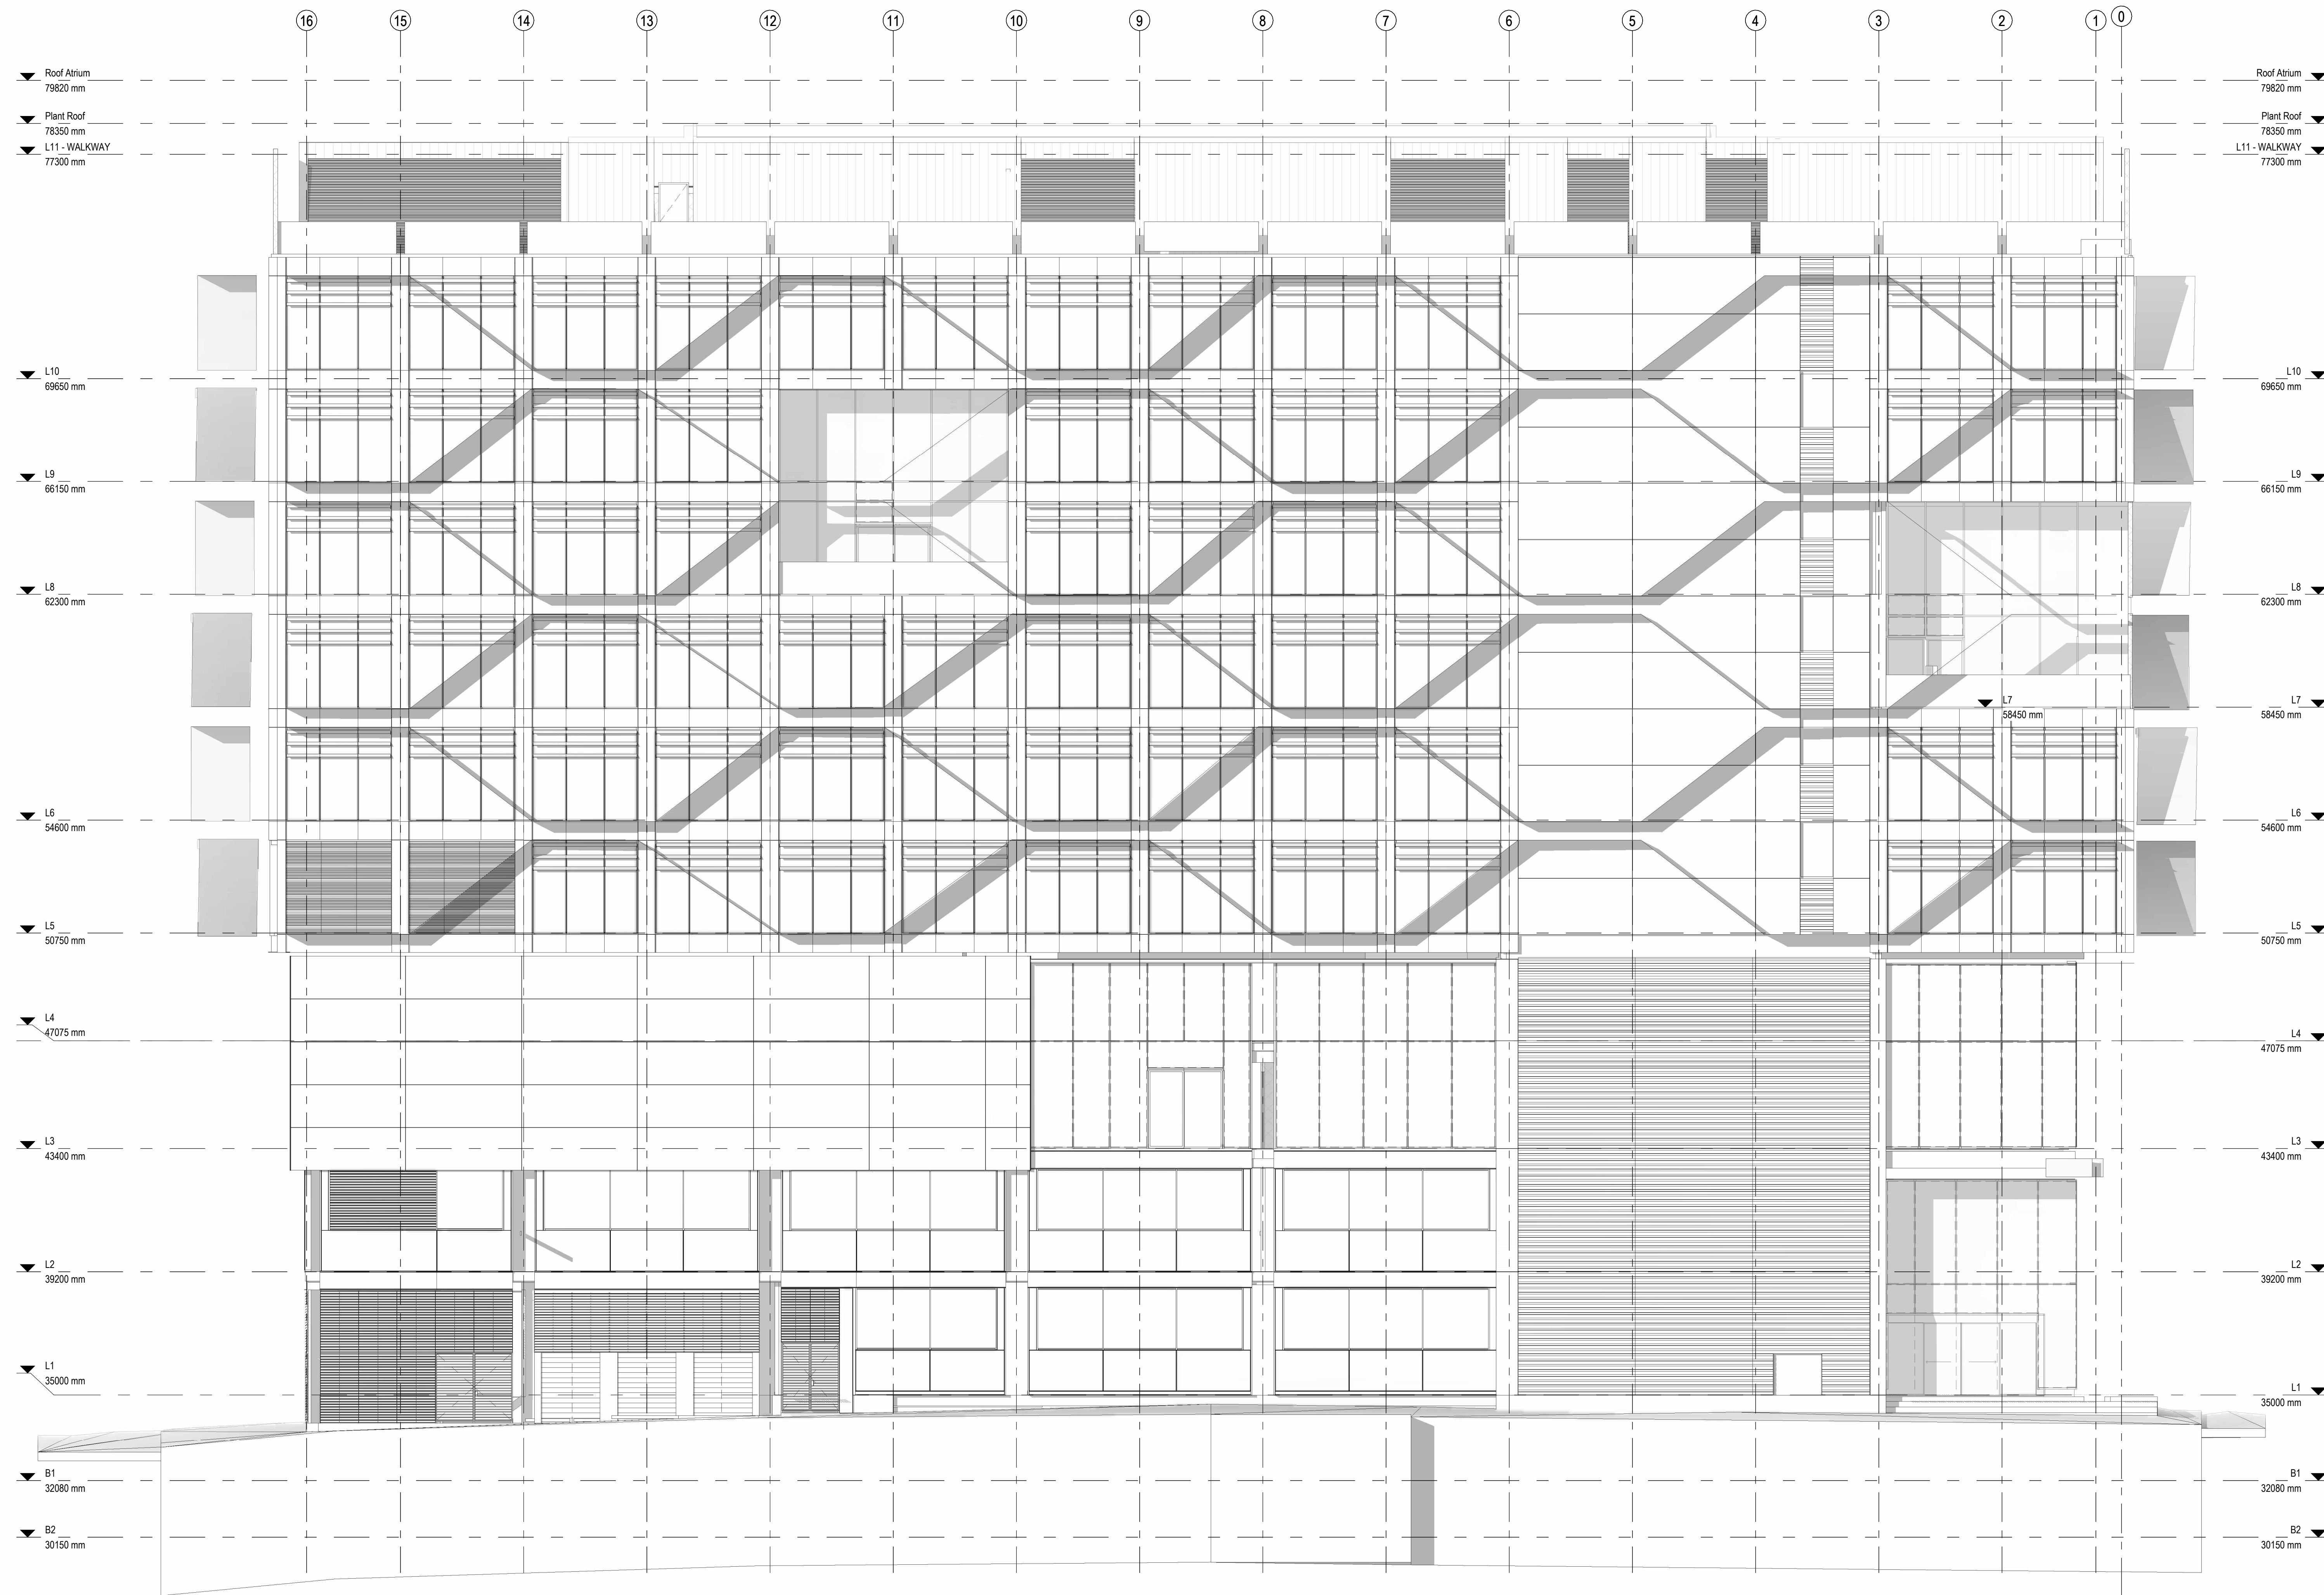 16 15 14 13 12 11 10 9 8 7 6 5 4 3 2 1 0
Roof Atrium Roof Atrium
79820 mm 79820 mm
Plant Roof Plant Roof
78350 mm 78350 mm
L11 - WALKWAY L11 - WALKWAY
77300 mm 77300 mm
L10 L10
69650 mm 69650 mm
L9 L9
66150 mm 66150 mm
L8 L8
62300 mm 62300 mm
L7 L7 L7
58450 mm 58450 mm 58450 mm
L6 L6
54600 mm 54600 mm
L5 L5
50750 mm 50750 mm
L4 L4
47075 mm 47075 mm
L3 L3
43400 mm 43400 mm
L2 L2
39200 mm 39200 mm
L1 L1
35000 mm 35000 mm
B1 B1
32080 mm 32080 mm
B2 B2
30150 mm 30150 mm